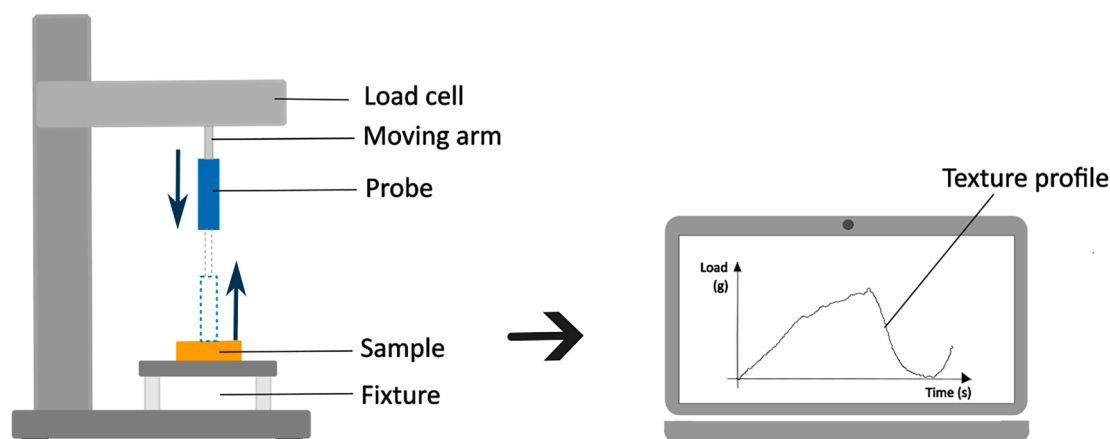 Load cell
Moving arm
Probe
Sample
Fixture
Texture profile
Load
(g)
Time (s)